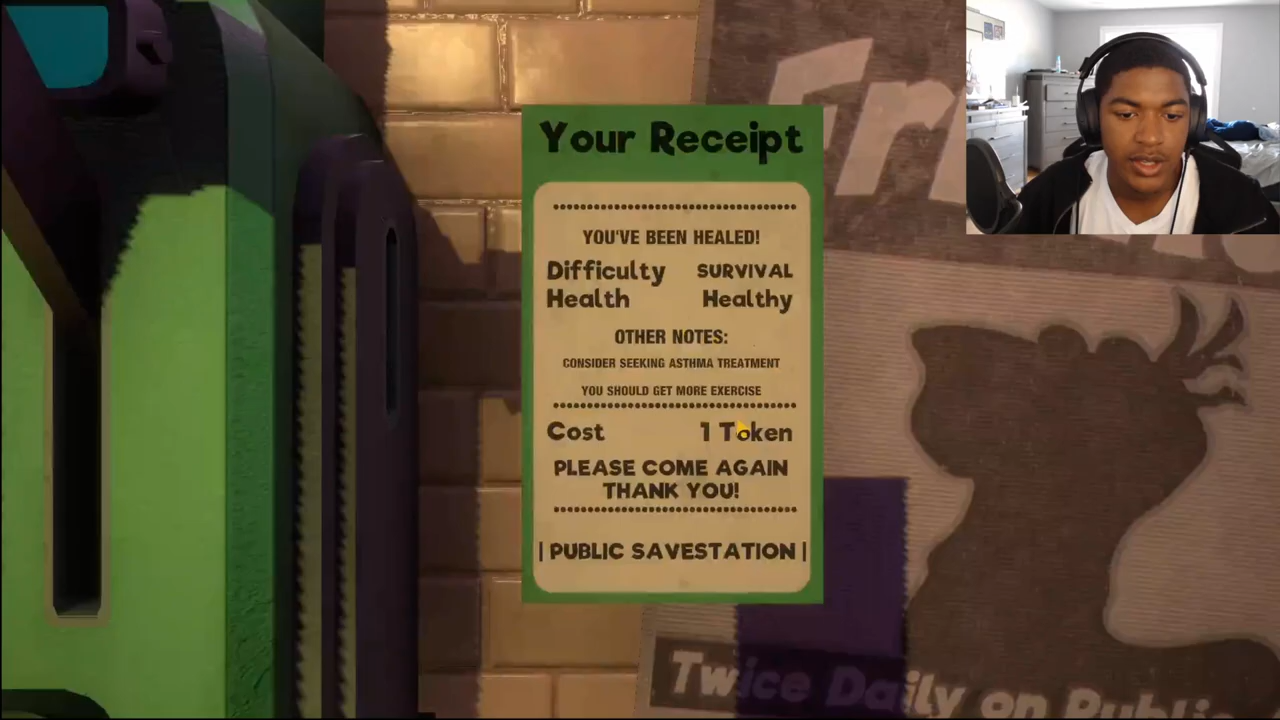 Your Receipt
YOU'VE BEEN HEALED!
Difficulty SURVIVAL
Health Healthy
OTHER NOTES:
CONSIDER SEEKING ASTHMA TREATMENT
YOU SHOULD GET MORE EXERCISE
Cost 1 Token
PLEASE COME AGAIN
THANK YOU!
| PUBLIC SAVESTATION |
Twice Daily on Public